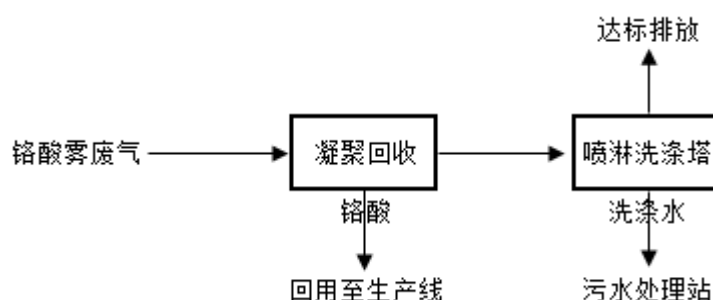 达标排放
铬酸雾废气
凝聚回收
喷淋洗涤塔
铬酸
洗涤水
回用至生产线
污水处理站